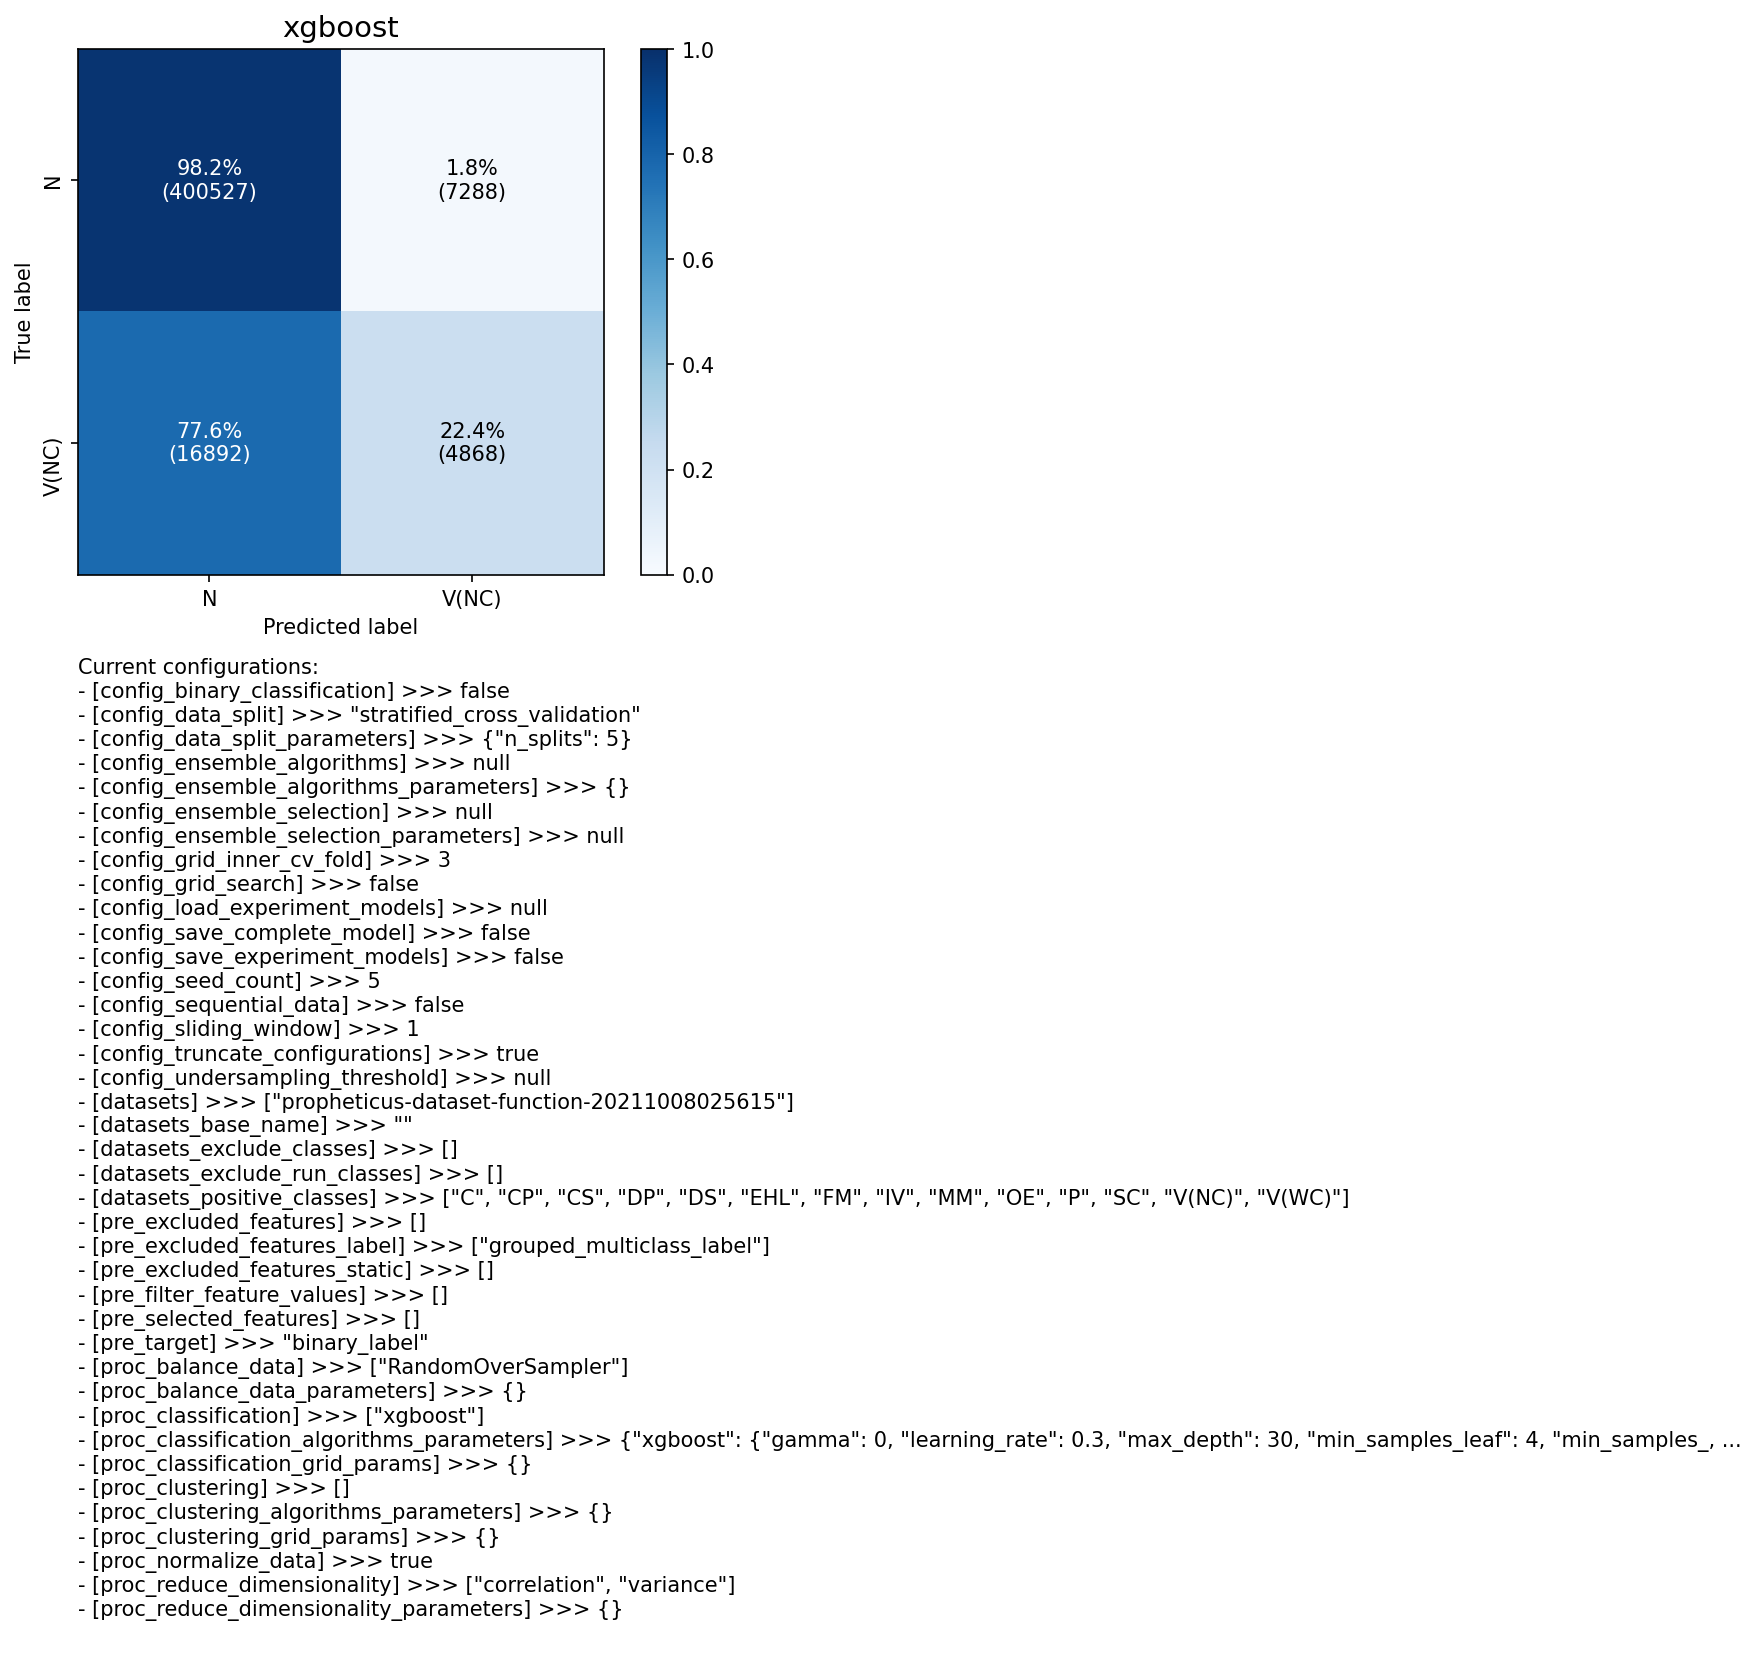 xgboost
1.0
98.2%
1.8%
(400527)
(7288)
0.8
N
0.6
True label
0.4
77.6%
22.4%
(16892)
(4868)
V(NC)
0.2
0.0
N
V(NC)
Predicted label
Current configurations:
- [config_binary_classification] >>> false
- [config_data_split] >>> "stratified_cross_validation"
- [config_data_split_parameters] >>> {"n_splits": 5}
- [config_ensemble_algorithms] >>> null
- [config_ensemble_algorithms_parameters] >>> {}
- [config_ensemble_selection] >>> null
- [config_ensemble_selection_parameters] >>> null
- [config_grid_inner_cv_fold] >>> 3
- [config_grid_search] >>> false
- [config_load_experiment_models] >>> null
- [config_save_complete_model] >>> false
- [config_save_experiment_models] >>> false
- [config_seed_count] >>> 5
- [config_sequential_data] >>> false
- [config_sliding_window] >>> 1
- [config_truncate_configurations] >>> true
- [config_undersampling_threshold] >>> null
- [datasets] >>> ["propheticus-dataset-function-20211008025615"]
- [datasets_base_name] >>> ""
- [datasets_exclude_classes] >>> []
- [datasets_exclude_run_classes] >>> []
- [datasets_positive_classes] >>> ["C", "CP", "CS", "DP", "DS", "EHL", "FM", "IV", "MM", "OE", "P", "SC", "V(NC)", "V(WC)"]
- [pre_excluded_features] >>> []
- [pre_excluded_features_label] >>> ["grouped_multiclass_label"]
- [pre_excluded_features_static] >>> []
- [pre_filter_feature_values] >>> []
- [pre_selected_features] >>> []
- [pre_target] >>> "binary_label"
- [proc_balance_data] >>> ["RandomOverSampler"]
- [proc_balance_data_parameters] >>> {}
- [proc_classification] >>> ["xgboost"]
- [proc_classification_algorithms_parameters] >>> {"xgboost": {"gamma": 0, "learning_rate": 0.3, "max_depth": 30, "min_samples_leaf": 4, "min_samples_, ...
- [proc_classification_grid_params] >>> {}
- [proc_clustering] >>> []
- [proc_clustering_algorithms_parameters] >>> {}
- [proc_clustering_grid_params] >>> {}
- [proc_normalize_data] >>> true
- [proc_reduce_dimensionality] >>> ["correlation", "variance"]
- [proc_reduce_dimensionality_parameters] >>> {}